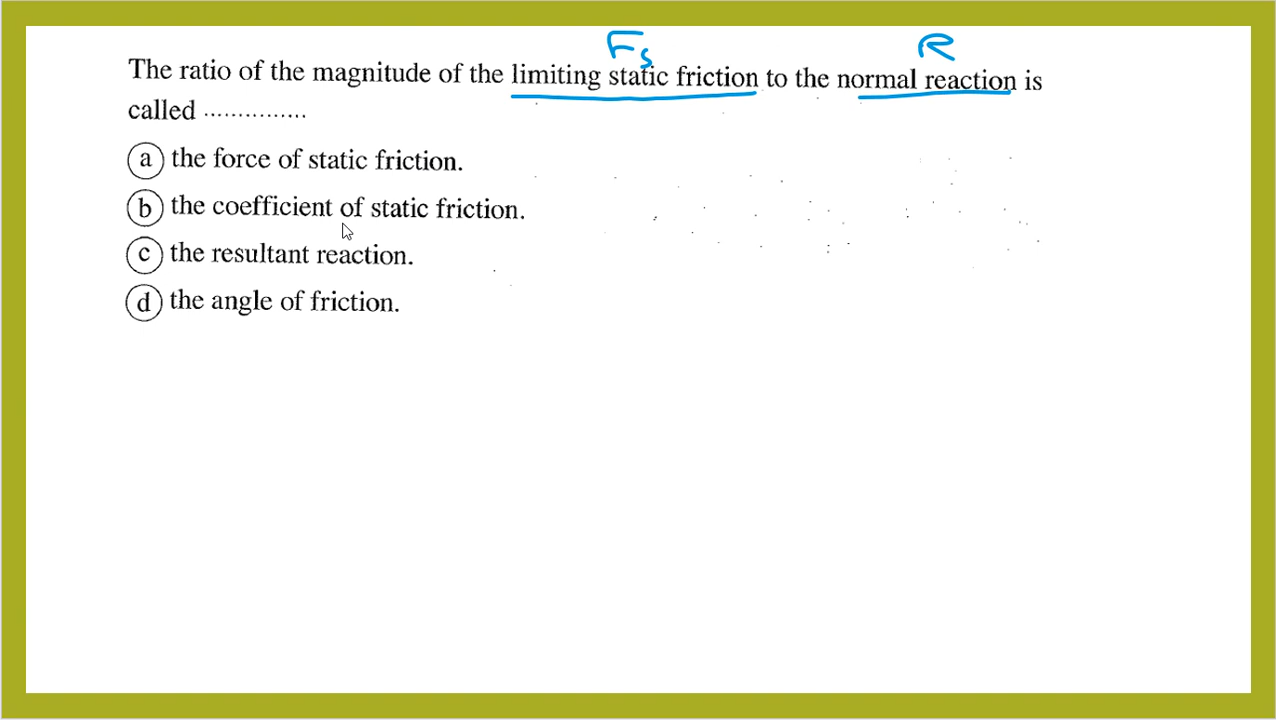 Fs R
The ratio of the magnitude of the limiting static friction to the normal reaction is
called ...............
a the force of static friction.
b the coefficient of static friction.
c the resultant reaction.
d the angle of friction.